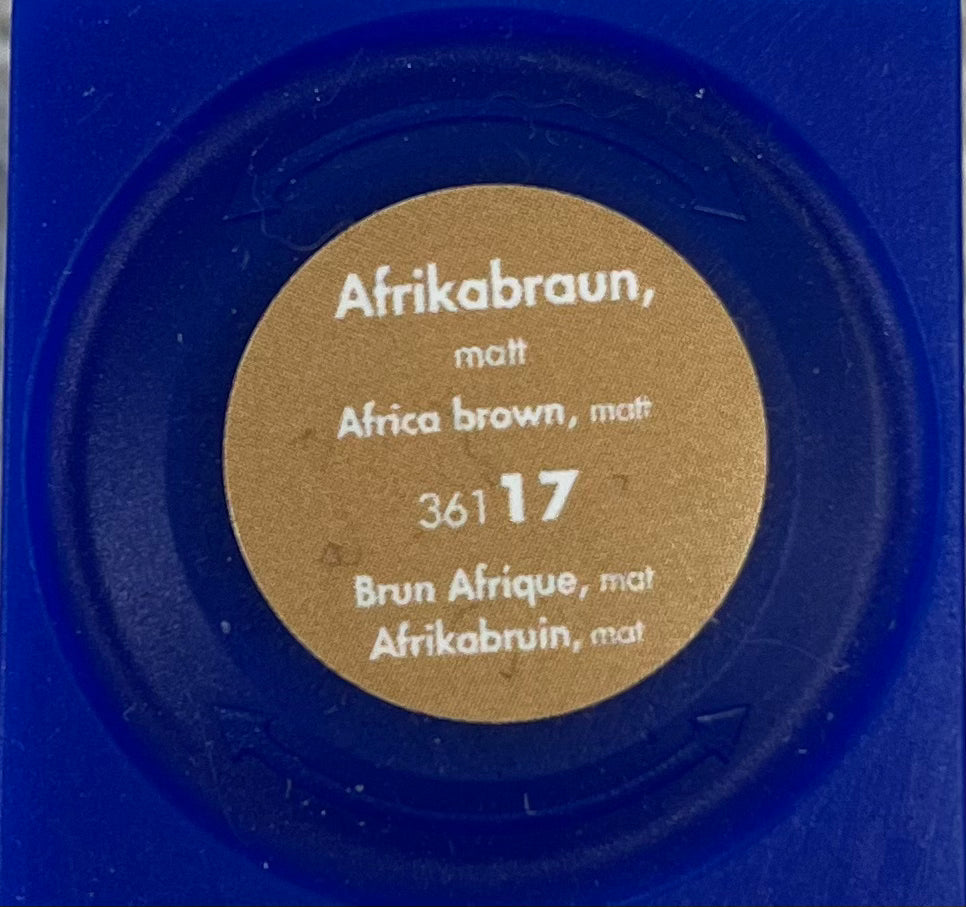 Afrikabraun,
matt
Africa brown, matt
36117
Brun Afrique, mat
Afrikabruin, mat